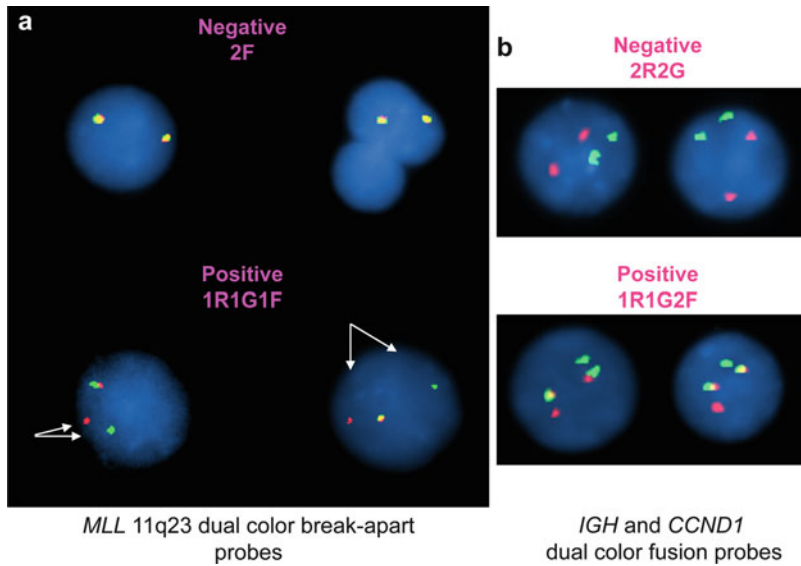 a
Negative
2F
Positive
1R1G1F
MLL 11q23 dual color break-apart
probes
b
Negative
2R2G
Positive
1R1G2F
IGH and CCND1
dual color fusion probes